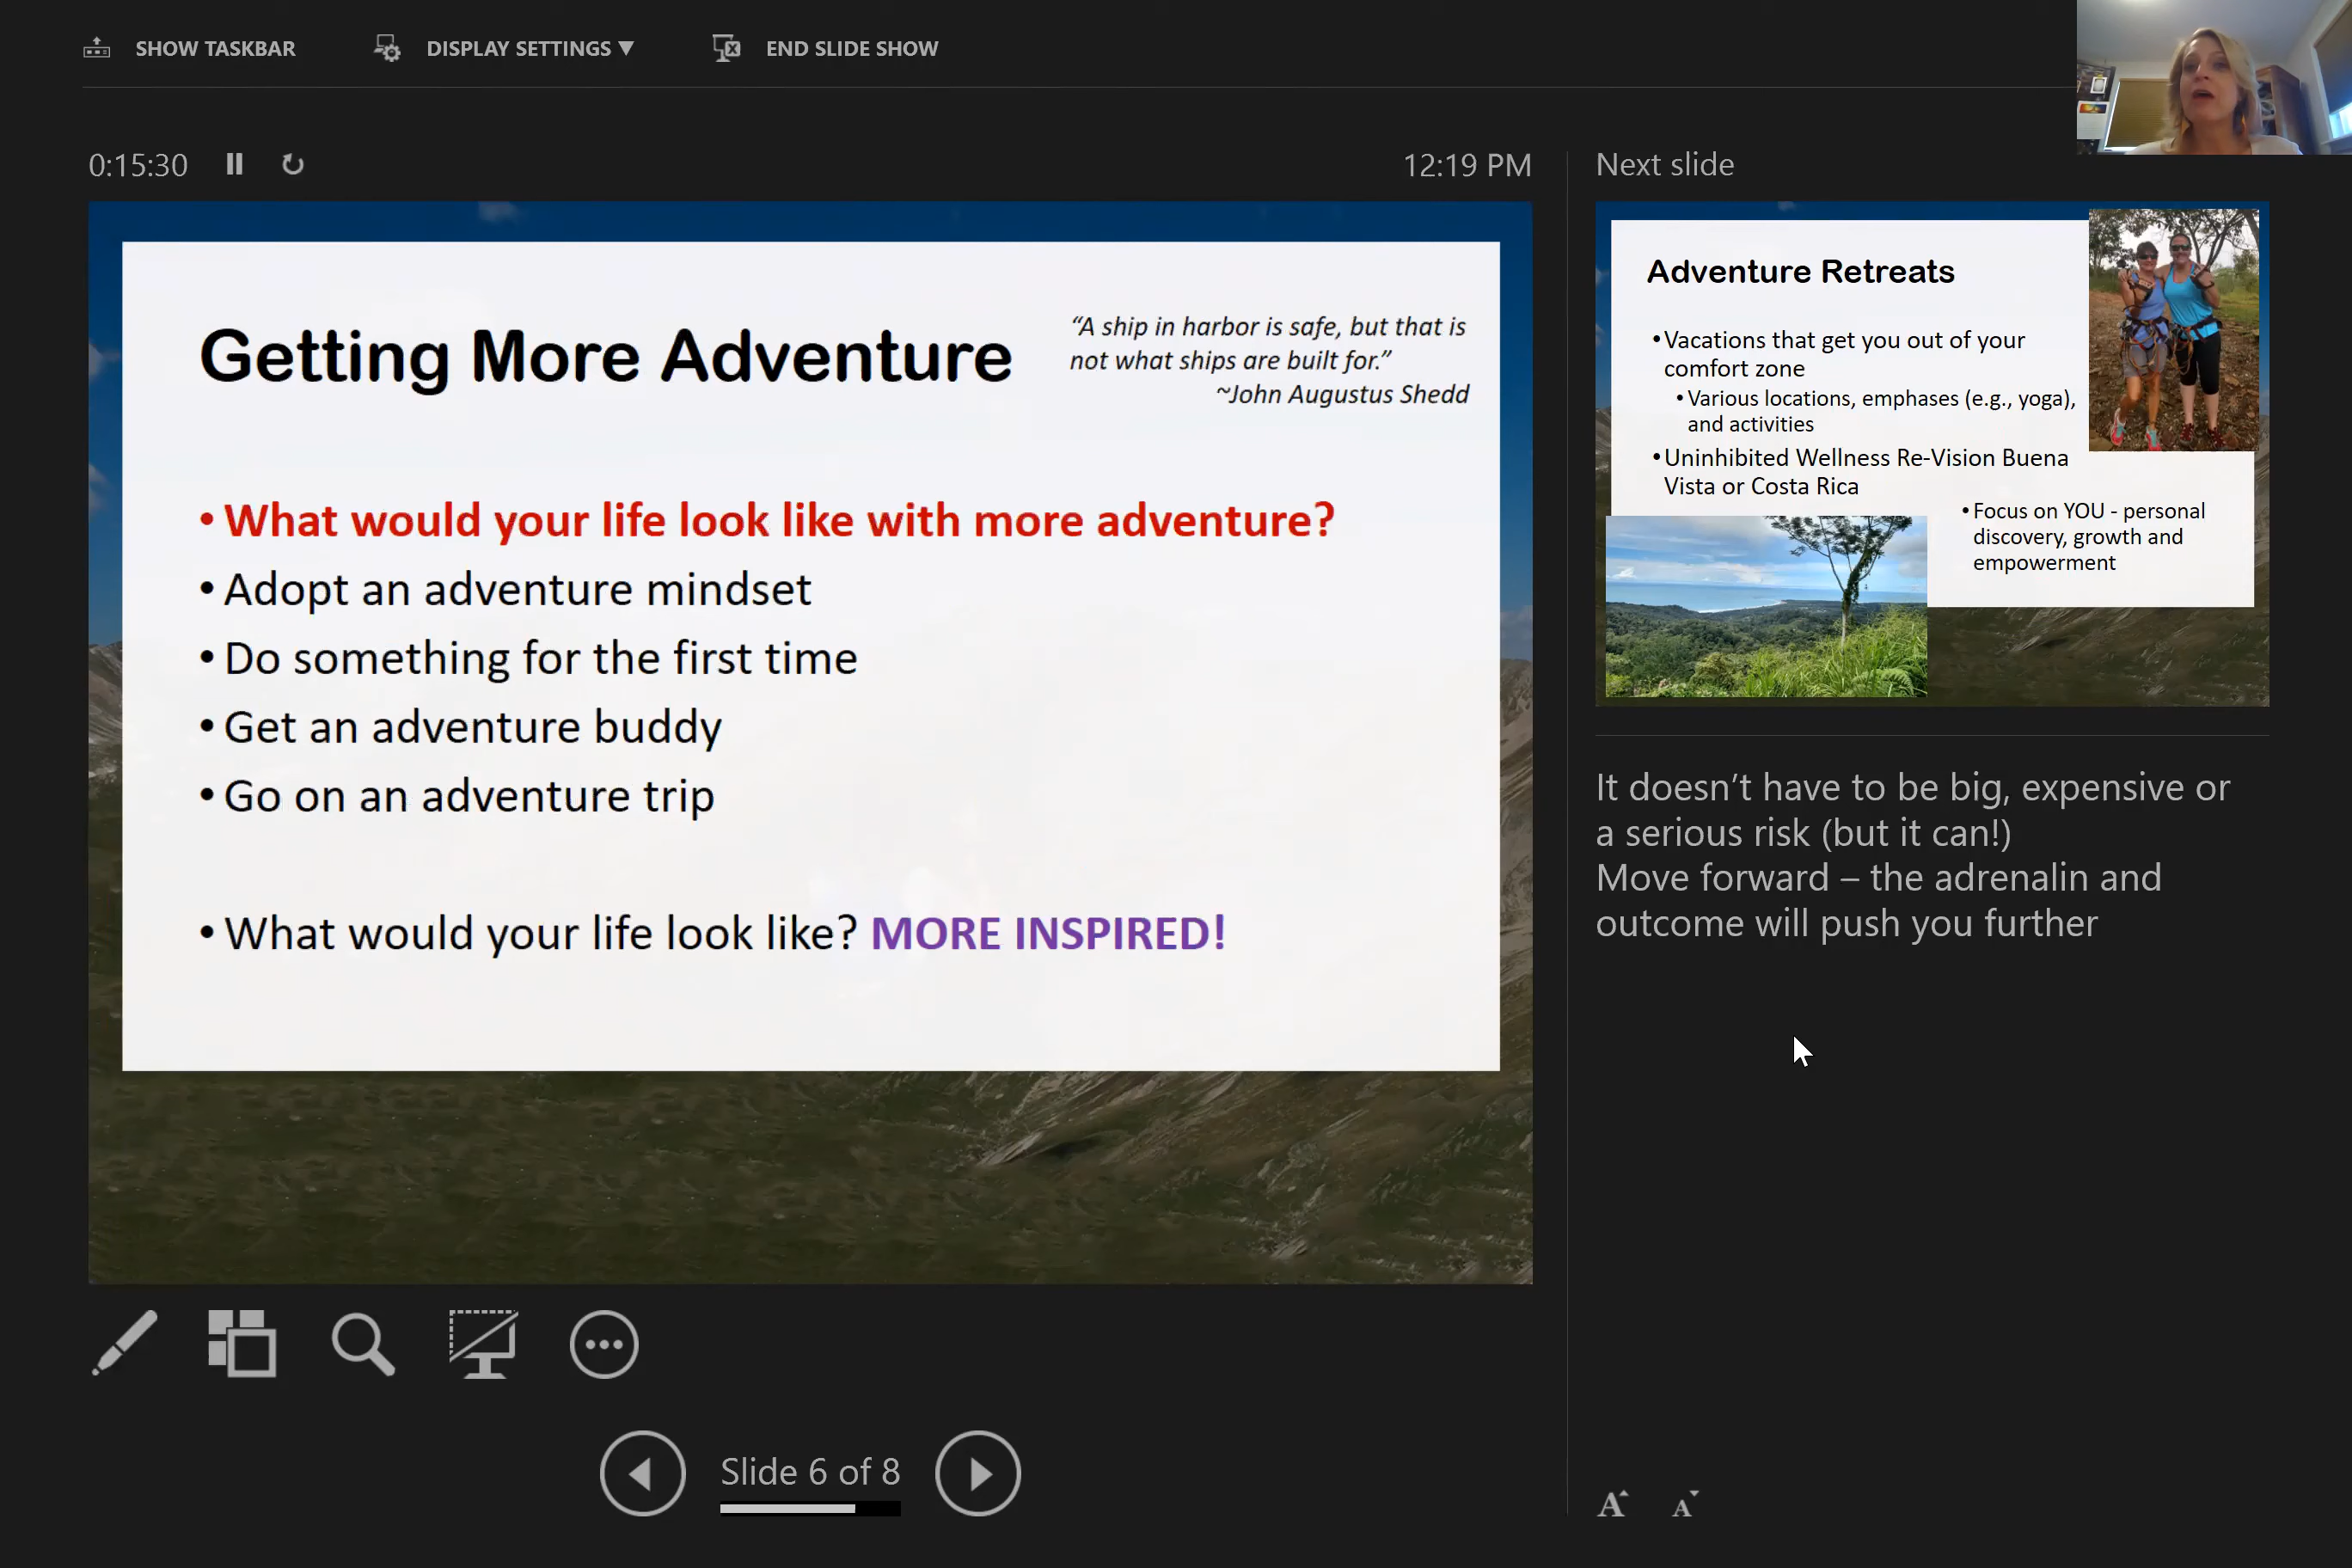 SHOW TASKBAR
DISPLAY SETTINGS ▼
END SLIDE SHOW
0:15:30
12:19 PM
Getting More Adventure
“A ship in harbor is safe, but that is
not what ships are built for.”
~John Augustus Shedd
• What would your life look like with more adventure?
• Adopt an adventure mindset
• Do something for the first time
• Get an adventure buddy
• Go on an adventure trip
• What would your life look like? MORE INSPIRED!
Slide 6 of 8
Next slide
Adventure Retreats
• Vacations that get you out of your
comfort zone
• Various locations, emphases (e.g., yoga),
and activities
• Uninhibited Wellness Re-Vision Buena
Vista or Costa Rica
• Focus on YOU - personal
discovery, growth and
empowerment
It doesn’t have to be big, expensive or
a serious risk (but it can!)
Move forward – the adrenalin and
outcome will push you further
A A